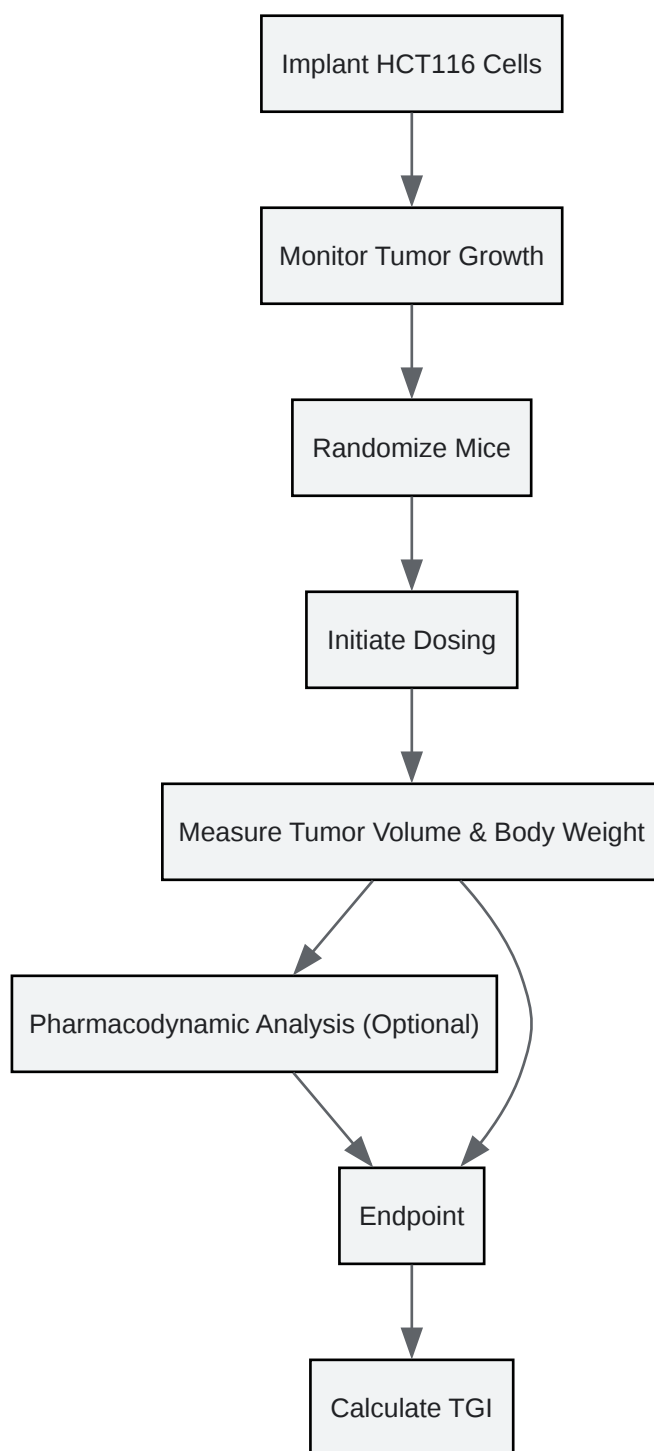 Implant HCT116 Cells
Monitor Tumor Growth
Randomize Mice
Initiate Dosing
Measure Tumor Volume & Body Weight
Pharmacodynamic Analysis (Optional)
Endpoint
Calculate TGI